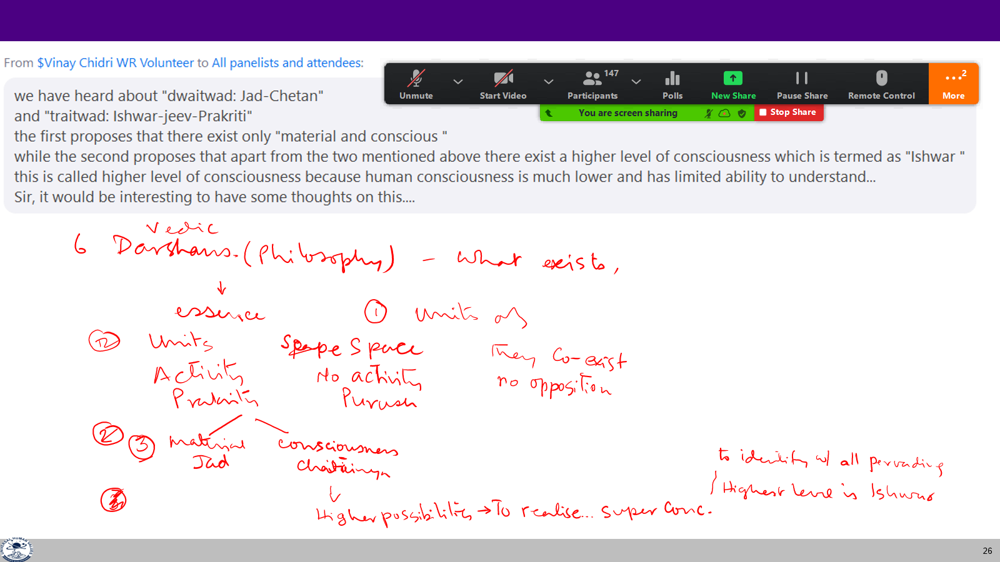 From $Vinay Chidri WR Volunteer to All panelists and attendees:
147
2
Unmute
Start Video
Participants
Polls
New Share
Pause Share
Remote Control
More
You are screen sharing
Stop Share
we have heard about "dwaitwad: Jad-Chetan"
and "traitwad: Ishwar-jeev-Prakriti"
the first proposes that there exist only "material and conscious "
while the second proposes that apart from the two mentioned above there exist a higher level of consciousness which is termed as "Ishwar "
this is called higher level of consciousness because human consciousness is much lower and has limited ability to understand...
Sir, it would be interesting to have some thoughts on this....
Vedic
6 Darshans. (Philosophy) - What exists,
↓
essence ① Units of
② Units Space They Co-exist
Activity No activity no opposition
Prakriti Purush
② ③ material consciousness
Jad Chaitanya
to identity w/ all pervading
Highest level is Ishwar
↓
Higher possibilities → To realise... super Conc.
UNIVERSAL HUMAN VALUES
26